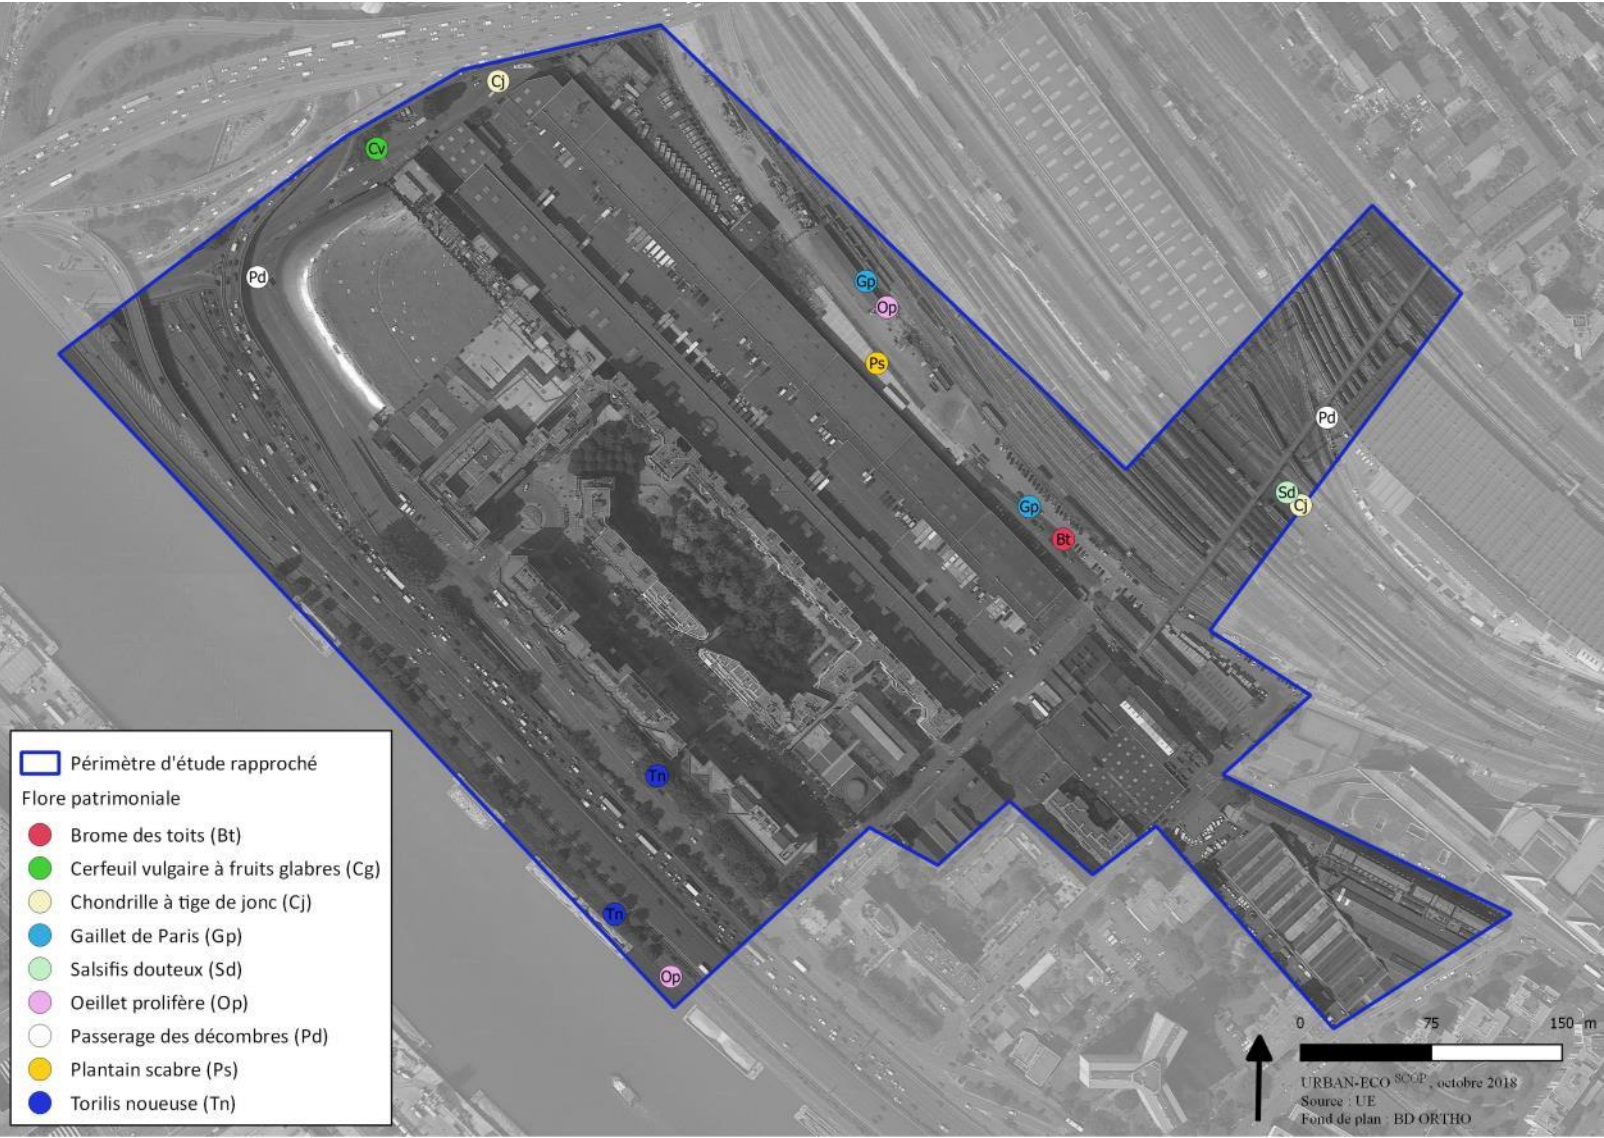 Cj
Cv
Pd
Gp
Op
Ps
Pd
Sd
Cj
Gp
Bt
Tn
Tn
Op
Périmètre d'étude rapproché
Flore patrimoniale
Brome des toits (Bt)
Cerfeuil vulgaire à fruits glabres (Cg)
Chondrille à tige de jonc (Cj)
Gaillet de Paris (Gp)
Salsifis douteux (Sd)
Oeillet prolifère (Op)
Passerage des décombres (Pd)
Plantain scabre (Ps)
Torilis noueuse (Tn)
0 75 150 m
URBAN-ECO SCOP, octobre 2018
Source : UE
Fond de plan : BD ORTHO